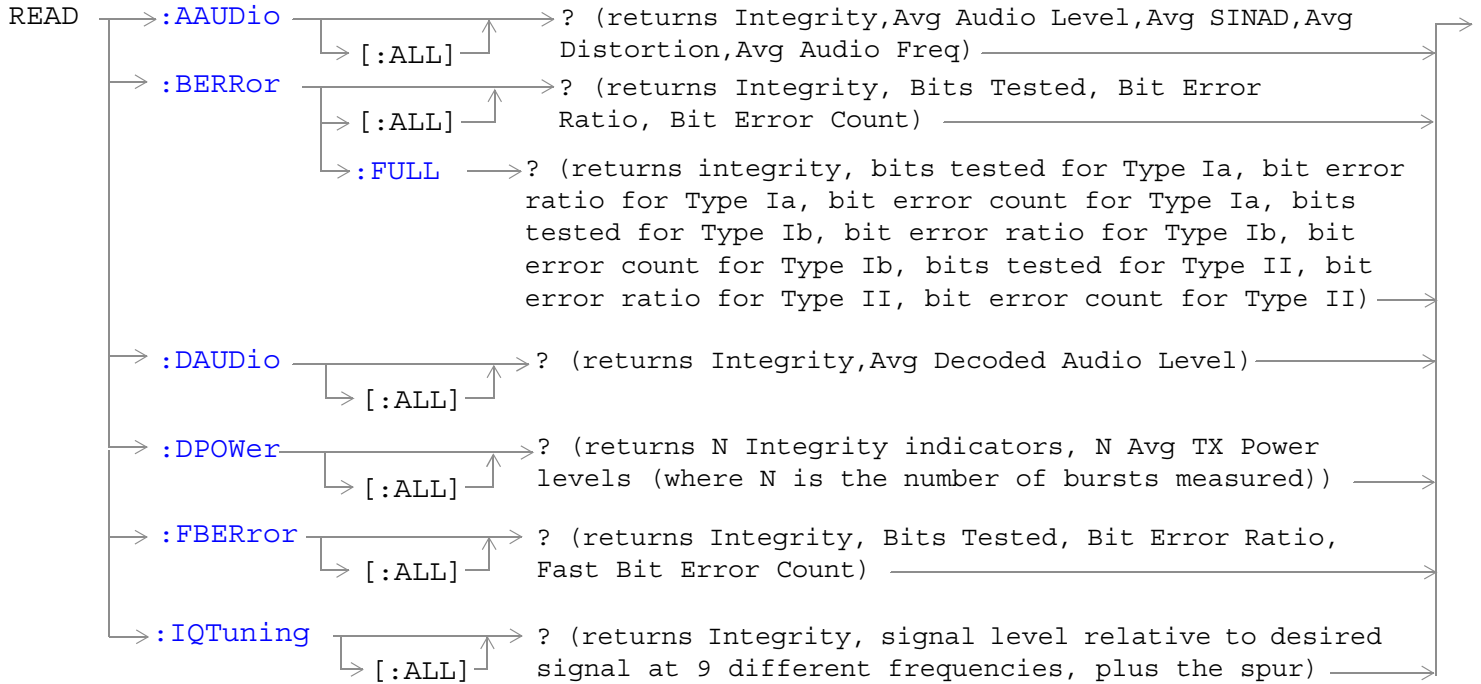 READ :AAUDio ? (returns Integrity,Avg Audio Level,Avg SINAD,Avg
[:ALL] Distortion,Avg Audio Freq)
:BERRor ? (returns Integrity, Bits Tested, Bit Error
[:ALL] Ratio, Bit Error Count)
:FULL ? (returns integrity, bits tested for Type Ia, bit error
ratio for Type Ia, bit error count for Type Ia, bits
tested for Type Ib, bit error ratio for Type Ib, bit
error count for Type Ib, bits tested for Type II, bit
error ratio for Type II, bit error count for Type II)
:DAUDio ? (returns Integrity,Avg Decoded Audio Level)
[:ALL]
:DPOWer ? (returns N Integrity indicators, N Avg TX Power
[:ALL] levels (where N is the number of bursts measured))
:FBERror ? (returns Integrity, Bits Tested, Bit Error Ratio,
[:ALL] Fast Bit Error Count)
:IQTuning ? (returns Integrity, signal level relative to desired
[:ALL] signal at 9 different frequencies, plus the spur)